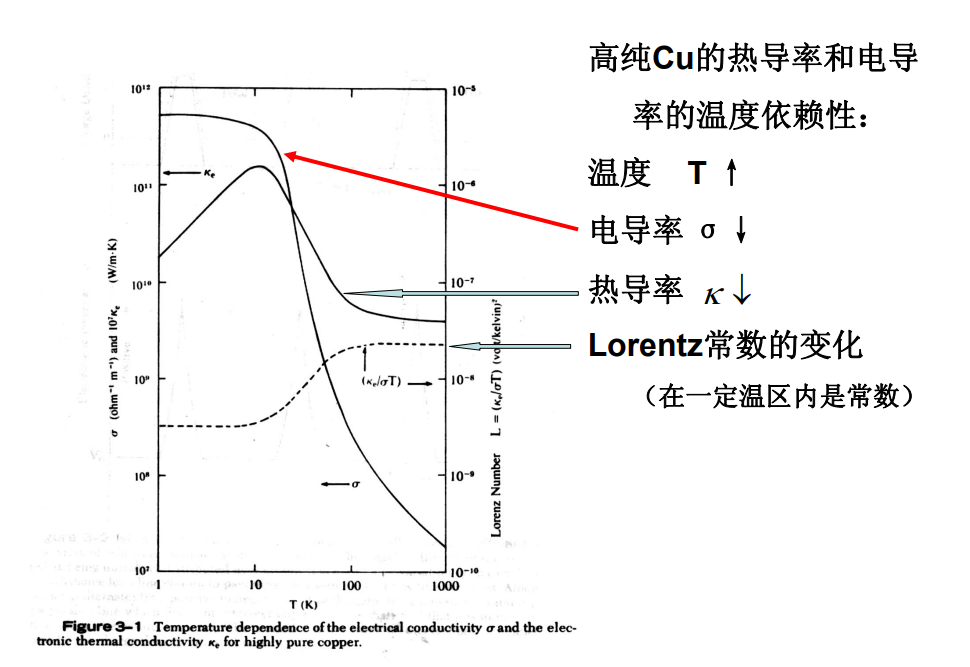 高纯Cu的热导率和电导
率的温度依赖性：
温度 T ↑
电导率 σ ↓
热导率 κ ↓
Lorentz常数的变化
（在一定温区内是常数）
10¹²
10¹¹
10¹⁰
10⁹
10⁸
10⁷
σ (ohm⁻¹ m⁻¹) and 10⁷κₑ (W/m·K)
10⁻⁵
10⁻⁶
10⁻⁷
10⁻⁸
10⁻⁹
10⁻¹⁰
Lorenz Number L = (κₑ/σT) (volt/kelvin)²
κₑ
(κₑ/σT)
σ
1 10 100 1000
T (K)
Figure 3–1 Temperature dependence of the electrical conductivity σ and the elec-
tronic thermal conductivity κₑ for highly pure copper.